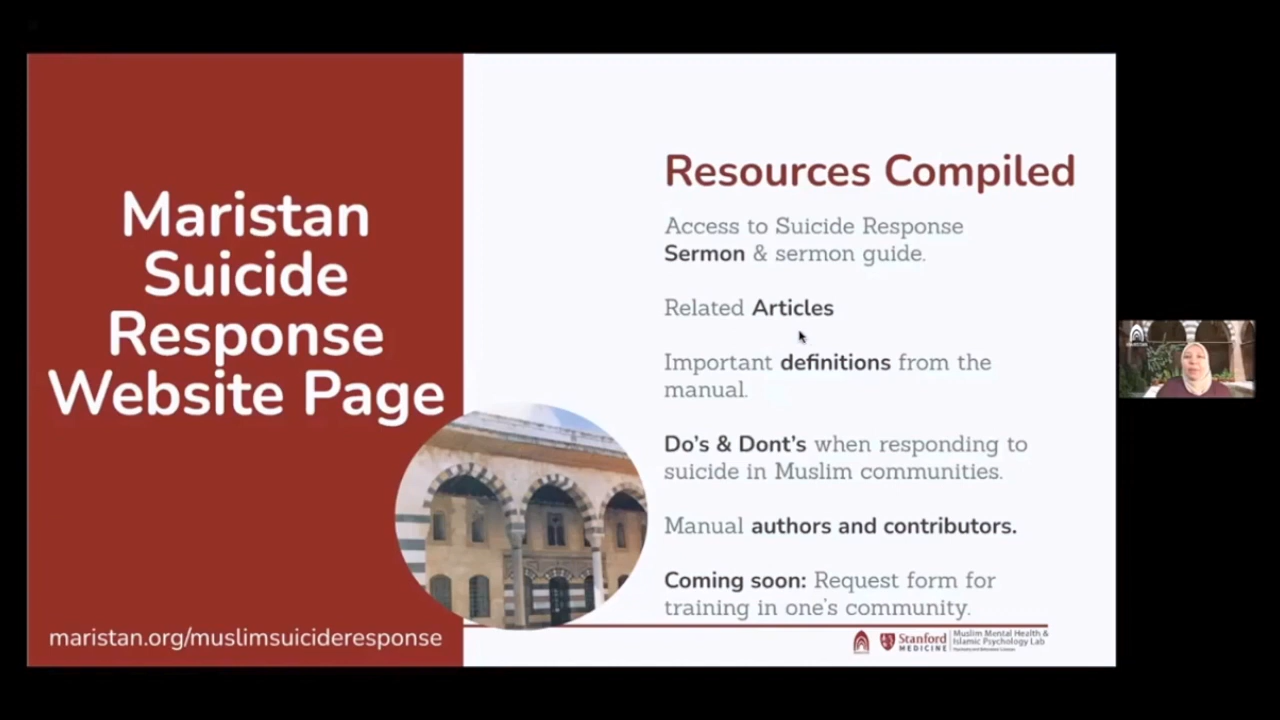 Maristan
Suicide
Response
Website Page
maristan.org/muslimsuicideresponse
Resources Compiled
Access to Suicide Response
Sermon & sermon guide.
Related Articles
Important definitions from the
manual.
Do's & Dont's when responding to
suicide in Muslim communities.
Manual authors and contributors.
Coming soon: Request form for
training in one's community.
Stanford
MEDICINE
Muslim Mental Health &
Islamic Psychology Lab